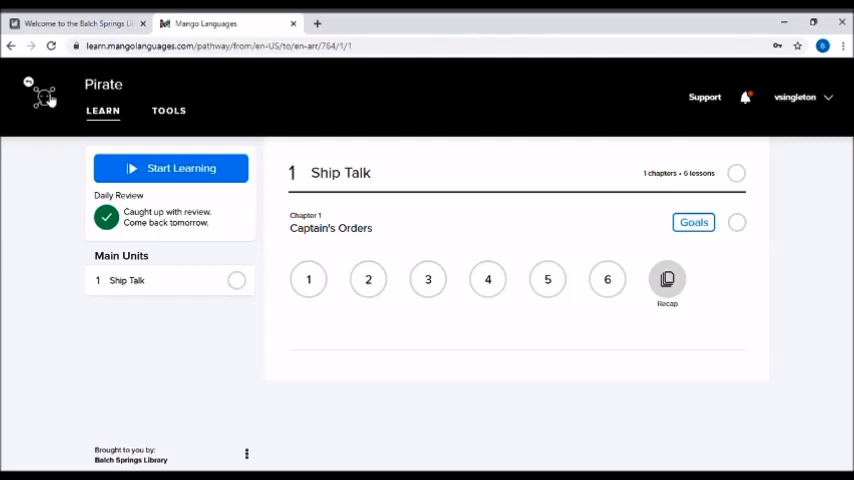 Welcome to the Balch Springs Li
Mango Languages
learn.mangolanguages.com/pathway/from/en-US/to/en-arr/764/1/1
B
Pirate
LEARN
TOOLS
Support
vsingleton
Start Learning
Daily Review
Caught up with review.
Come back tomorrow.
Main Units
1 Ship Talk
1 Ship Talk
1 chapters • 6 lessons
Chapter 1
Captain's Orders
Goals
1 2 3 4 5 6
Recap
Brought to you by:
Balch Springs Library